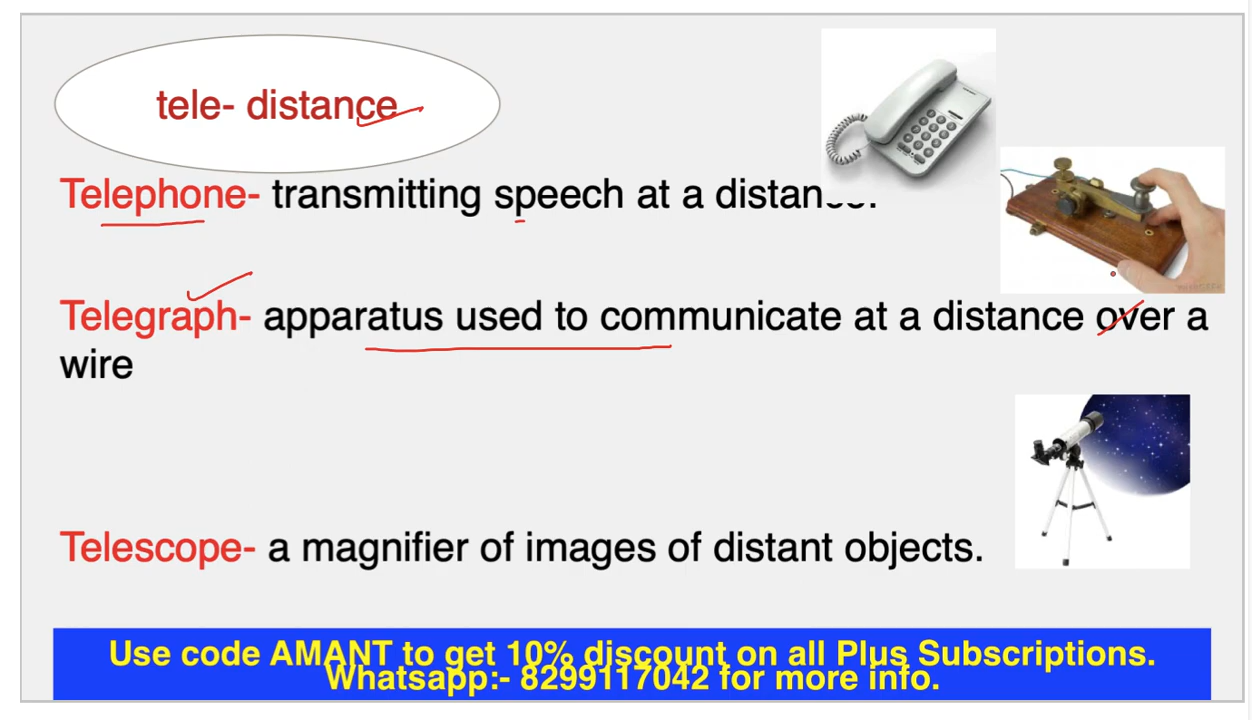 tele- distance
Telephone- transmitting speech at a distance.
Telegraph- apparatus used to communicate at a distance over a
wire
Telescope- a magnifier of images of distant objects.
Use code AMANT to get 10% discount on all Plus Subscriptions.
Whatsapp:- 8299117042 for more info.